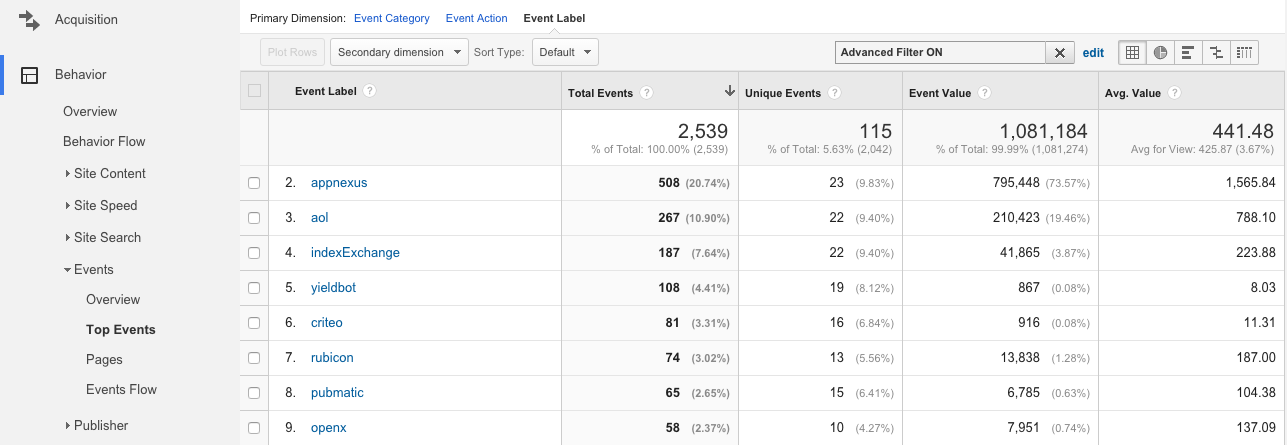 Acquisition
Behavior
Overview
Behavior Flow
Site Content
Site Speed
Site Search
Events
Overview
Top Events
Pages
Events Flow
Publisher
Primary Dimension: Event Category Event Action Event Label
Plot Rows Secondary dimension Sort Type: Default Advanced Filter ON edit
Event Label ? Total Events ? Unique Events ? Event Value ? Avg. Value ?
2,539 115 1,081,184 441.48
% of Total: 100.00% (2,539) % of Total: 5.63% (2,042) % of Total: 99.99% (1,081,274) Avg for View: 425.87 (3.67%)
2. appnexus 508 (20.74%) 23 (9.83%) 795,448 (73.57%) 1,565.84
3. aol 267 (10.90%) 22 (9.40%) 210,423 (19.46%) 788.10
4. indexExchange 187 (7.64%) 22 (9.40%) 41,865 (3.87%) 223.88
5. yieldbot 108 (4.41%) 19 (8.12%) 867 (0.08%) 8.03
6. criteo 81 (3.31%) 16 (6.84%) 916 (0.08%) 11.31
7. rubicon 74 (3.02%) 13 (5.56%) 13,838 (1.28%) 187.00
8. pubmatic 65 (2.65%) 15 (6.41%) 6,785 (0.63%) 104.38
9. openx 58 (2.37%) 10 (4.27%) 7,951 (0.74%) 137.09